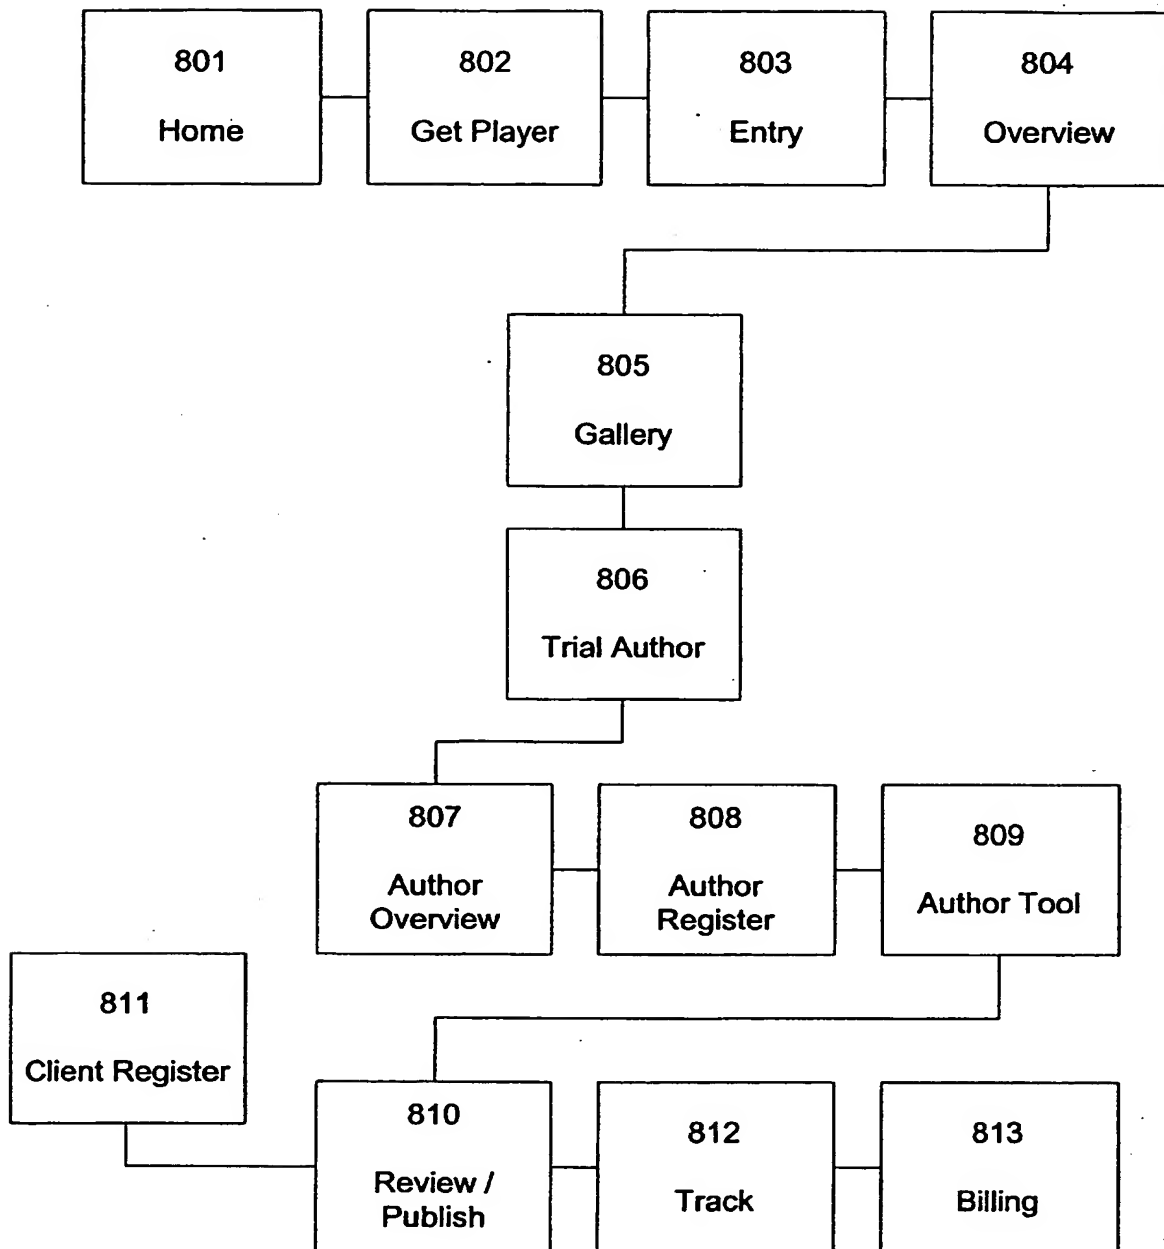 801
Home
802
Get Player
803
Entry
804
Overview
805
Gallery
806
Trial Author
807
Author
Overview
808
Author
Register
809
Author Tool
811
Client Register
810
Review /
Publish
812
Track
813
Billing